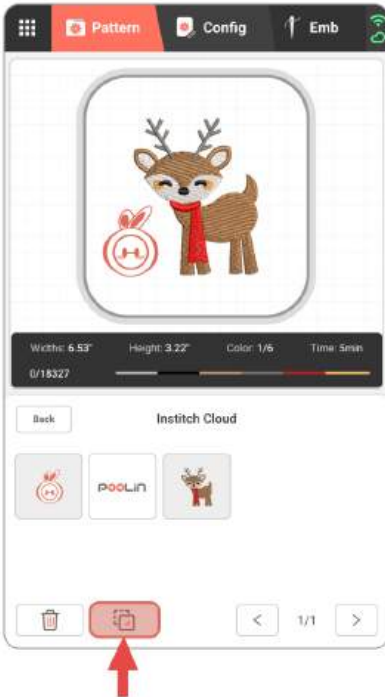 Pattern Config Emb
Widths: 6.53" Height: 3.22" Color: 1/6 Time: 5min
0/18327
Back Institch Cloud
POOLIN
< 1/1 >